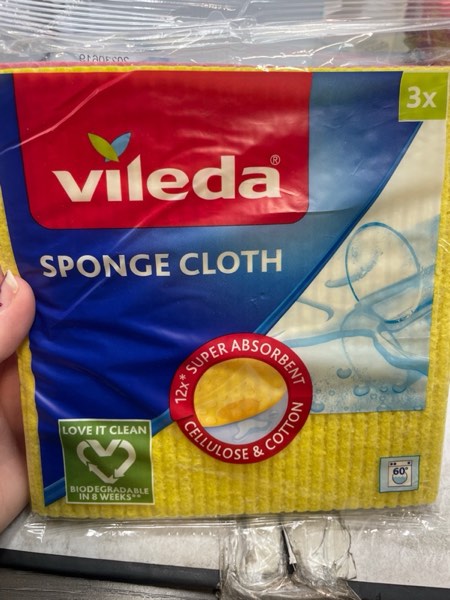 3x
vileda®
SPONGE CLOTH
12x* SUPER ABSORBENT
CELLULOSE & COTTON
LOVE IT CLEAN
BIODEGRADABLE
IN 8 WEEKS**
60°